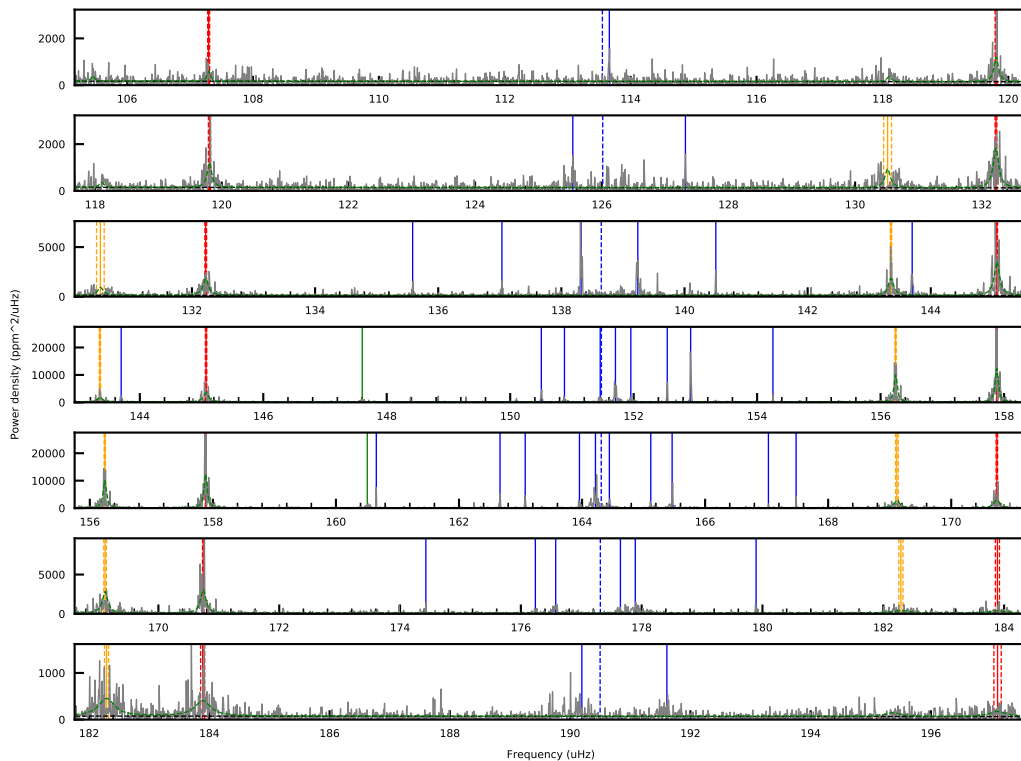 2000
0
106 108 110 112 114 116 118 120
2000
0
118 120 122 124 126 128 130 132
5000
0
132 134 136 138 140 142 144
Power density (ppm^2/uHz)
20000
10000
0
144 146 148 150 152 154 156 158
20000
10000
0
156 158 160 162 164 166 168 170
5000
0
170 172 174 176 178 180 182 184
1000
0
182 184 186 188 190 192 194 196
Frequency (uHz)